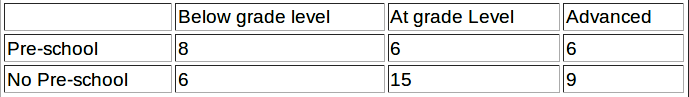 Below grade level At grade Level Advanced
Pre-school 8 6 6
No Pre-school 6 15 9